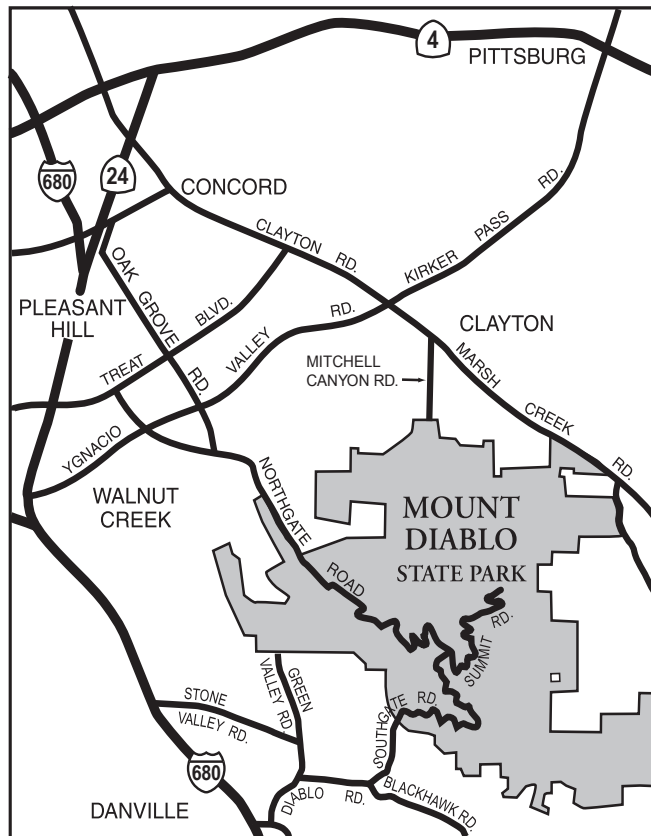 4
PITTSBURG
680
24
CONCORD
CLAYTON RD.
KIRKER PASS RD.
OAK GROVE RD.
PLEASANT
HILL
TREAT BLVD.
YGNACIO VALLEY RD.
CLAYTON
MITCHELL
CANYON RD.
MARSH CREEK RD.
WALNUT
CREEK
NORTHGATE ROAD
MOUNT
DIABLO
STATE PARK
SUMMIT RD.
GREEN
VALLEY RD.
STONE
VALLEY RD.
SOUTHGATE RD.
680
DIABLO RD.
BLACKHAWK RD.
DANVILLE